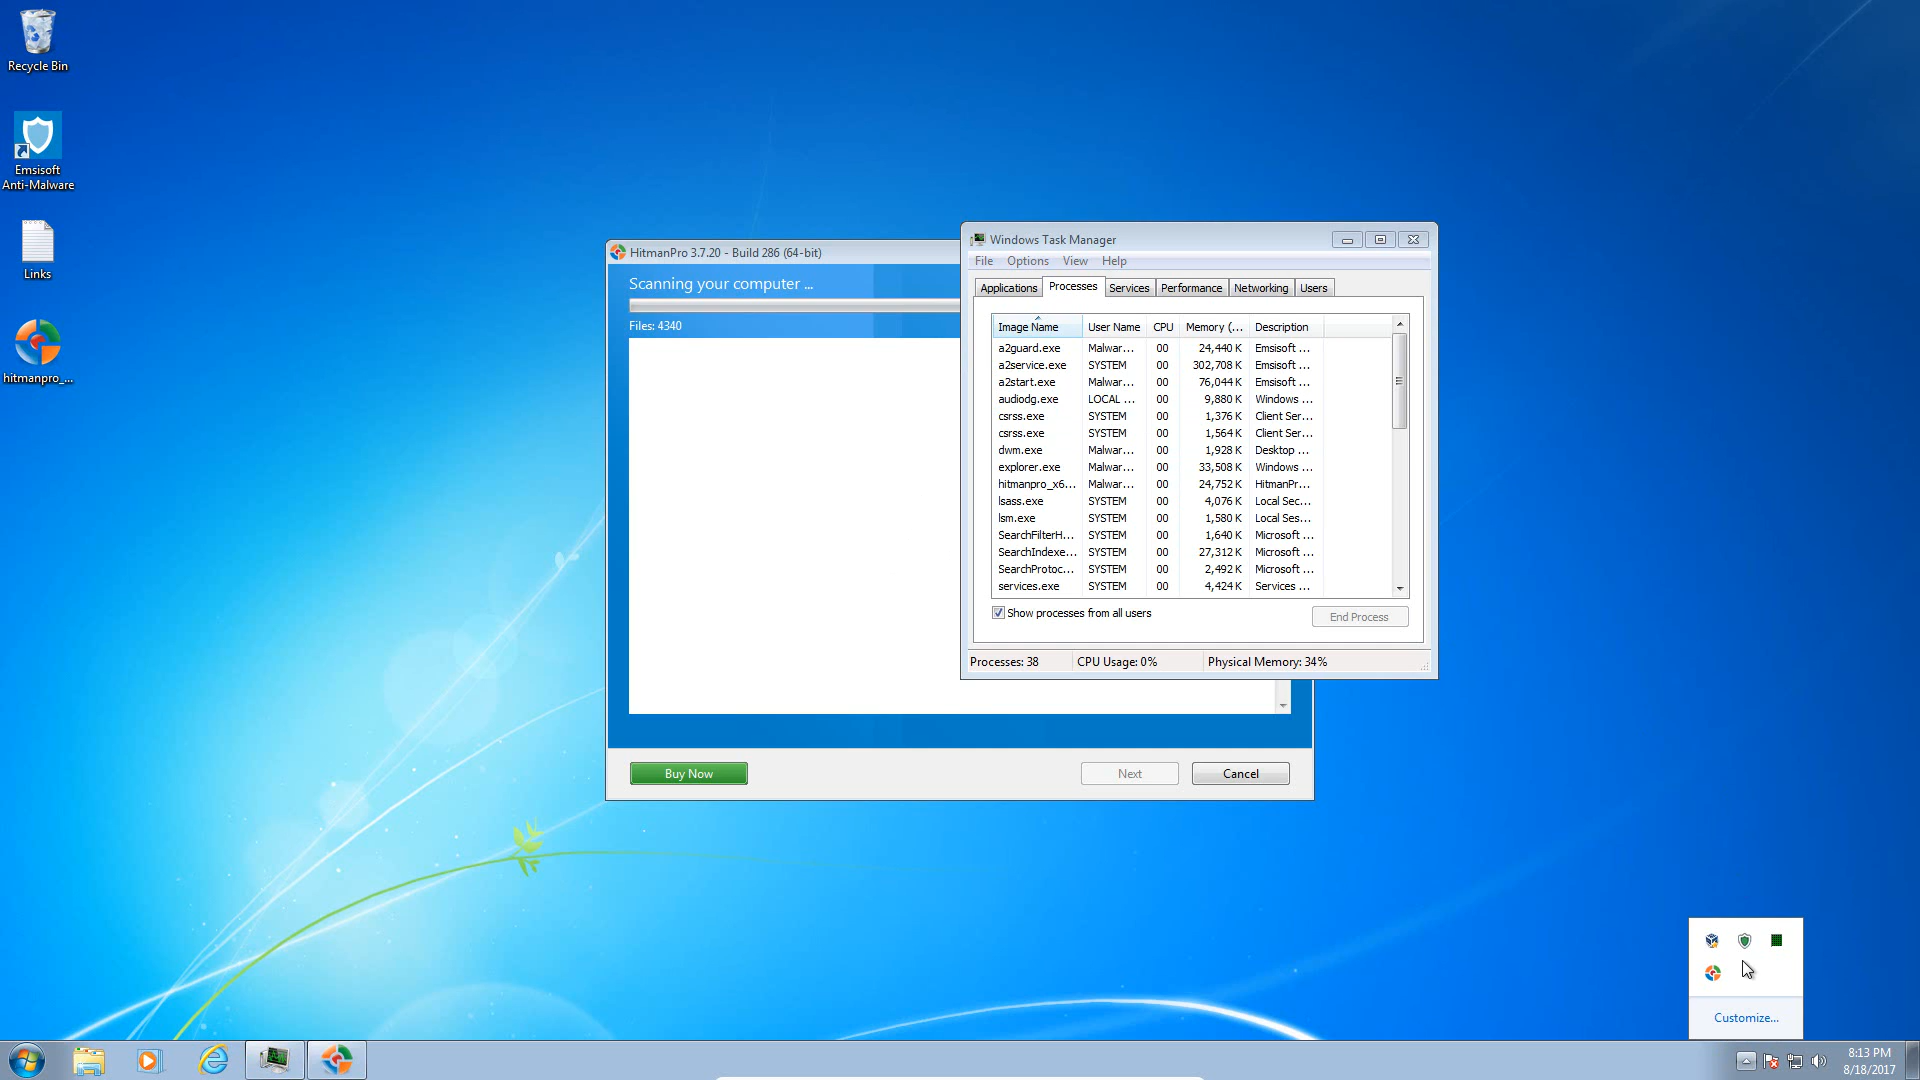 Recycle Bin
Emsisoft
Anti-Malware
Links
hitmanpro_...
HitmanPro 3.7.20 - Build 286 (64-bit)
Scanning your computer ...
Files: 4340
Buy Now
Next
Cancel
Windows Task Manager
File Options View Help
Applications Processes Services Performance Networking Users
Image Name User Name CPU Memory (... Description
a2guard.exe Malwar... 00 24,440 K Emsisoft ...
a2service.exe SYSTEM 00 302,708 K Emsisoft ...
a2start.exe Malwar... 00 76,044 K Emsisoft ...
audiodg.exe LOCAL ... 00 9,880 K Windows ...
csrss.exe SYSTEM 00 1,376 K Client Ser...
csrss.exe SYSTEM 00 1,564 K Client Ser...
dwm.exe Malwar... 00 1,928 K Desktop ...
explorer.exe Malwar... 00 33,508 K Windows ...
hitmanpro_x6... Malwar... 00 24,752 K HitmanPr...
lsass.exe SYSTEM 00 4,076 K Local Sec...
lsm.exe SYSTEM 00 1,580 K Local Ses...
SearchFilterH... SYSTEM 00 1,640 K Microsoft ...
SearchIndexe... SYSTEM 00 27,312 K Microsoft ...
SearchProtoc... SYSTEM 00 2,492 K Microsoft ...
services.exe SYSTEM 00 4,424 K Services ...
Show processes from all users
End Process
Processes: 38 CPU Usage: 0% Physical Memory: 34%
Customize...
8:13 PM
8/18/2017